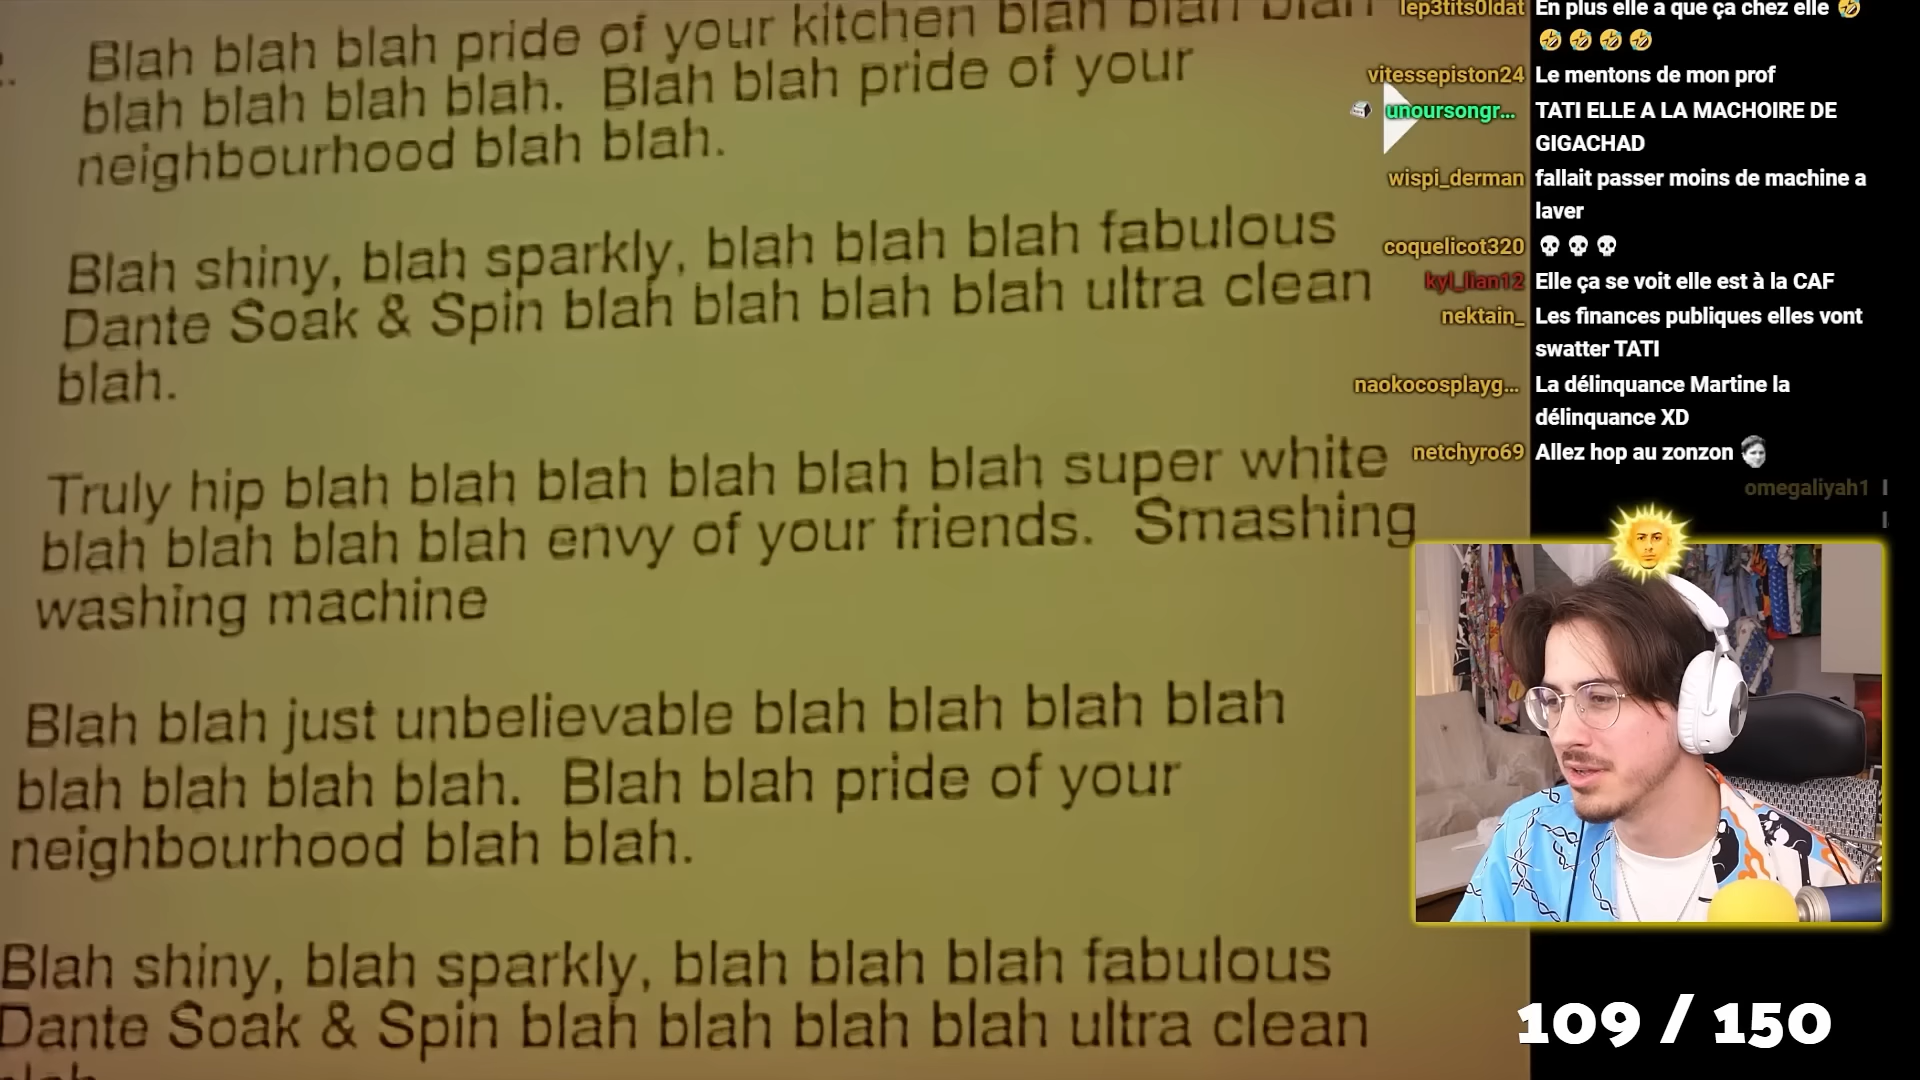 Blah blah blah pride of your kitchen blah blah blah
blah blah blah blah.  Blah blah pride of your
neighbourhood blah blah.
Blah shiny, blah sparkly, blah blah blah fabulous
Dante Soak & Spin blah blah blah blah ultra clean
blah.
Truly hip blah blah blah blah blah blah super white
blah blah blah blah envy of your friends.  Smashing
washing machine
Blah blah just unbelievable blah blah blah blah
blah blah blah blah.  Blah blah pride of your
neighbourhood blah blah.
Blah shiny, blah sparkly, blah blah blah fabulous
Dante Soak & Spin blah blah blah blah ultra clean
blah.
lep3tits0ldat En plus elle a que ça chez elle 🤣
🤣 🤣 🤣 🤣
vitessepiston24 Le mentons de mon prof
unoursongr... TATI ELLE A LA MACHOIRE DE
GIGACHAD
wispi_derman fallait passer moins de machine a
laver
coquelicot320 💀 💀 💀
kyl_lian12 Elle ça se voit elle est à la CAF
nektain_ Les finances publiques elles vont
swatter TATI
naokocosplayg... La délinquance Martine la
délinquance XD
netchyro69 Allez hop au zonzon
omegaliyah1
109 / 150